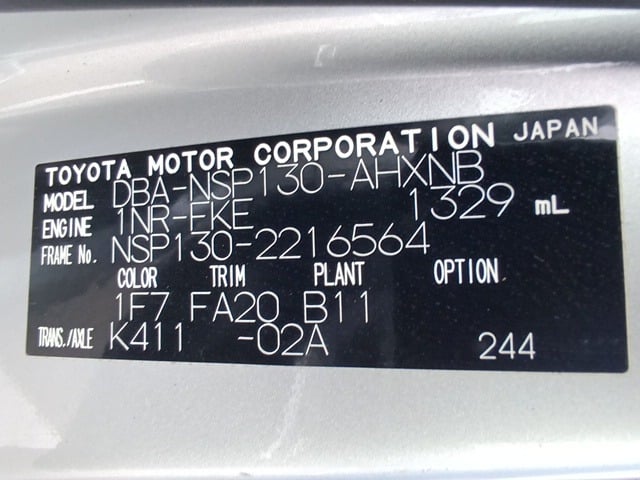 TOYOTA MOTOR CORPORATION JAPAN
MODEL DBA-NSP130-AHXNB
ENGINE 1NR-FKE 1329 mL
FRAME No. NSP130-2216564
COLOR TRIM PLANT OPTION
1F7 FA20 B11
TRANS./AXLE K411 -02A 244